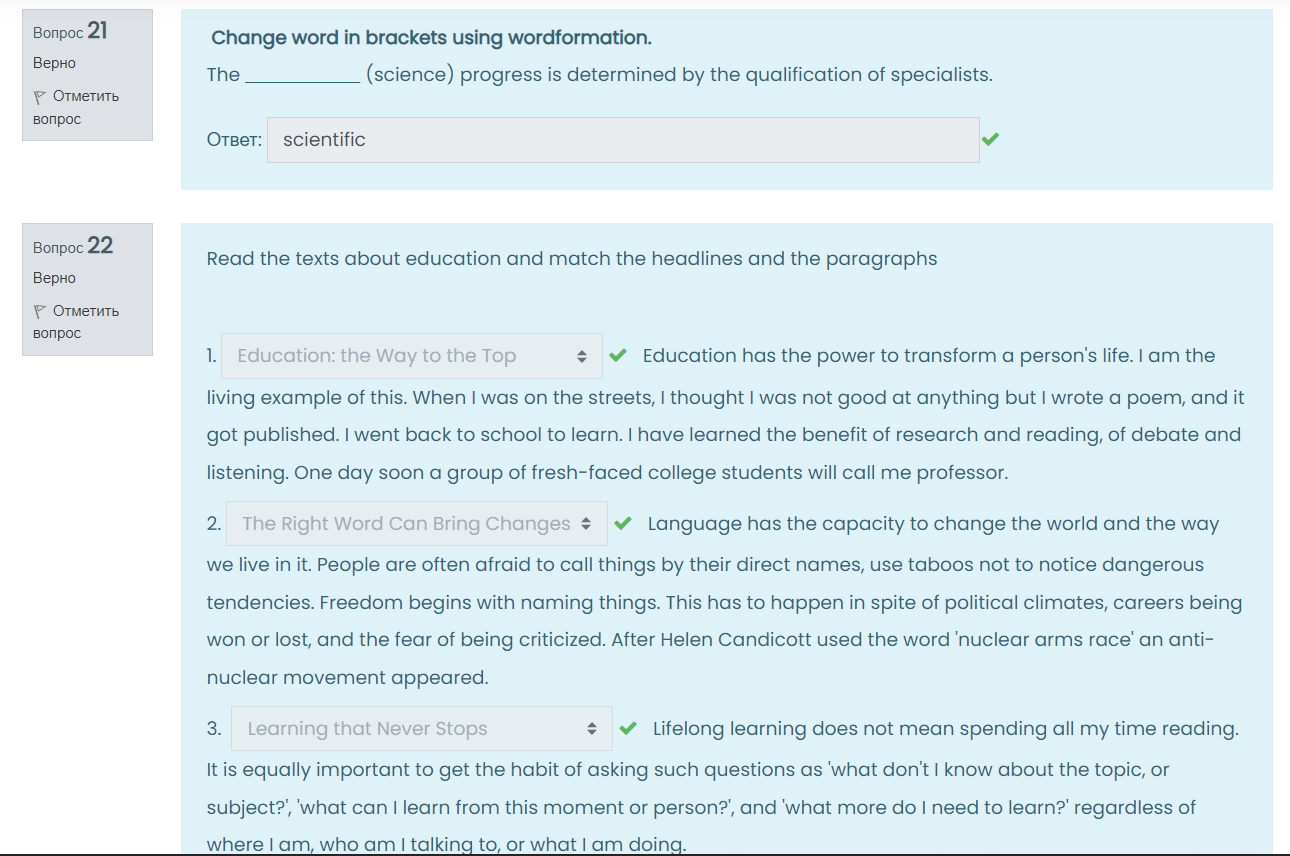 Вопрос 21
Верно
Отметить
вопрос
Change word in brackets using wordformation.
The ____________ (science) progress is determined by the qualification of specialists.
Ответ: scientific
Вопрос 22
Верно
Отметить
вопрос
Read the texts about education and match the headlines and the paragraphs
1. Education: the Way to the Top Education has the power to transform a person's life. I am the
living example of this. When I was on the streets, I thought I was not good at anything but I wrote a poem, and it
got published. I went back to school to learn. I have learned the benefit of research and reading, of debate and
listening. One day soon a group of fresh-faced college students will call me professor.
2. The Right Word Can Bring Changes Language has the capacity to change the world and the way
we live in it. People are often afraid to call things by their direct names, use taboos not to notice dangerous
tendencies. Freedom begins with naming things. This has to happen in spite of political climates, careers being
won or lost, and the fear of being criticized. After Helen Candicott used the word 'nuclear arms race' an anti-
nuclear movement appeared.
3. Learning that Never Stops Lifelong learning does not mean spending all my time reading.
It is equally important to get the habit of asking such questions as 'what don't I know about the topic, or
subject?', 'what can I learn from this moment or person?', and 'what more do I need to learn?' regardless of
where I am, who am I talking to, or what I am doing.